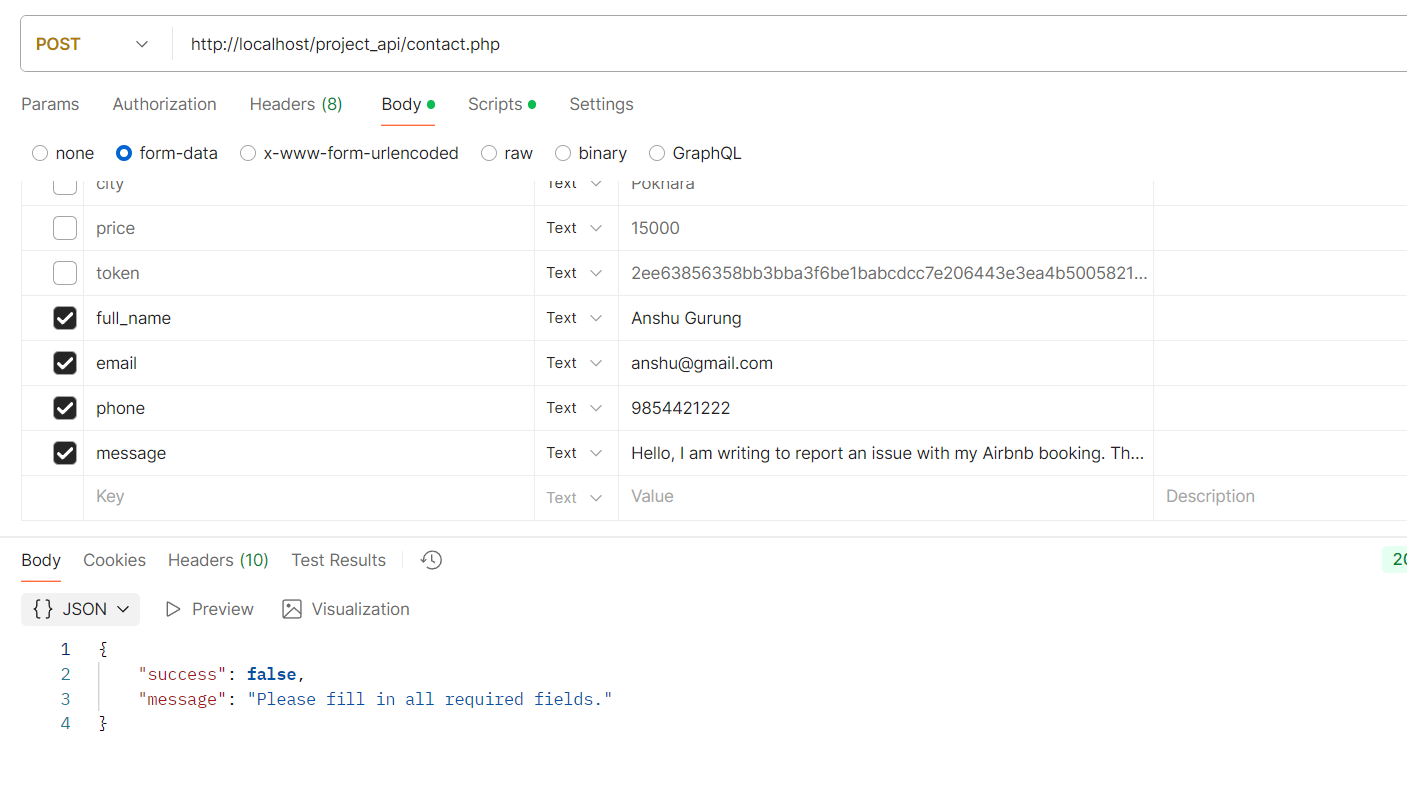 POST http://localhost/project_api/contact.php
Params Authorization Headers (8) Body Scripts Settings
none form-data x-www-form-urlencoded raw binary GraphQL
city Text Pokhara
price Text 15000
token Text 2ee63856358bb3bba3f6be1babcdcc7e206443e3ea4b5005821...
full_name Text Anshu Gurung
email Text anshu@gmail.com
phone Text 9854421222
message Text Hello, I am writing to report an issue with my Airbnb booking. Th...
Key Text Value Description
Body Cookies Headers (10) Test Results 20
{} JSON Preview Visualization
1 {
2 "success": false,
3 "message": "Please fill in all required fields."
4 }